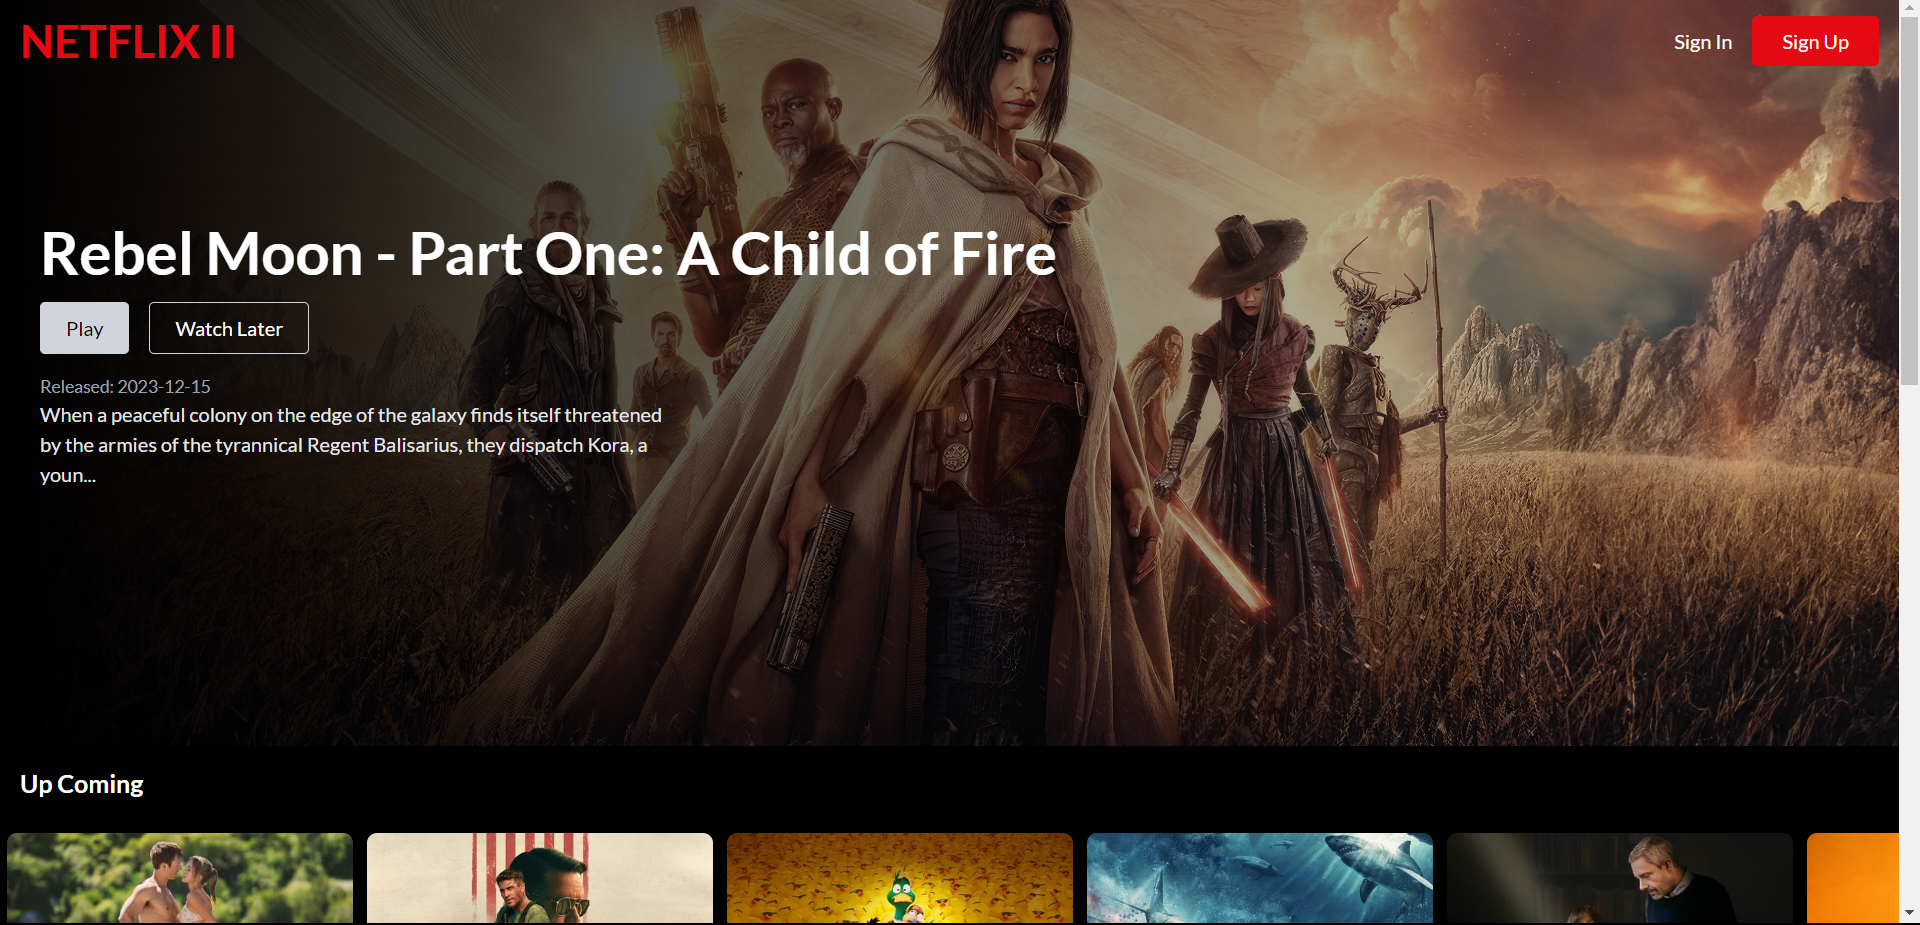 NETFLIX II
Sign In
Sign Up
Rebel Moon - Part One: A Child of Fire
Play
Watch Later
Released: 2023-12-15
When a peaceful colony on the edge of the galaxy finds itself threatened
by the armies of the tyrannical Regent Balisarius, they dispatch Kora, a
youn...
Up Coming